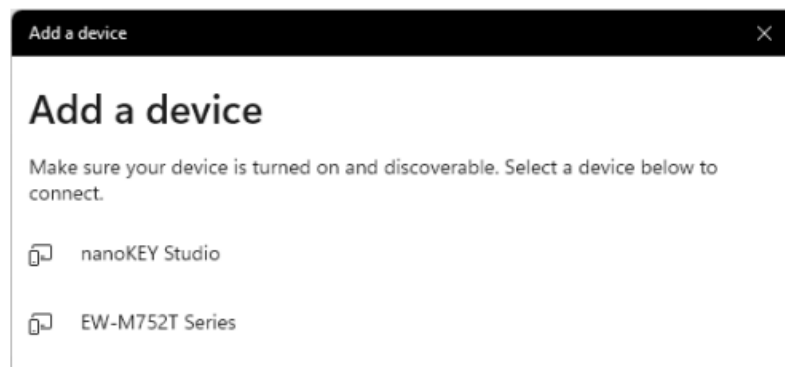 Add a device
Add a device
Make sure your device is turned on and discoverable. Select a device below to
connect.
nanoKEY Studio
EW-M752T Series